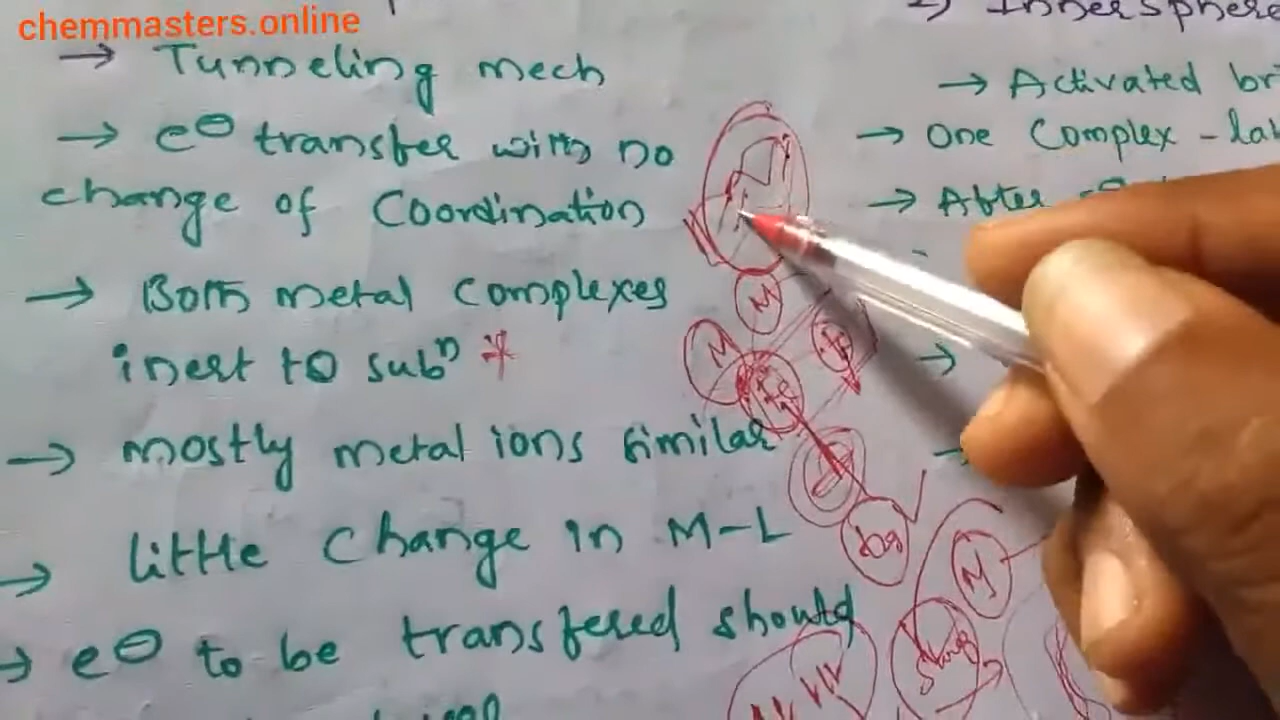 chemmasters.online
→ Tunneling mech
→ e⊖ transfer with no
change of Coordination
→ Both metal complexes
inert to subⁿ *
→ mostly metal ions similar
→ little change in M-L
→ e⊖ to be transfered should
Innersphere
→ Activated
→ One Complex -
→ After
→
→
M
M
M